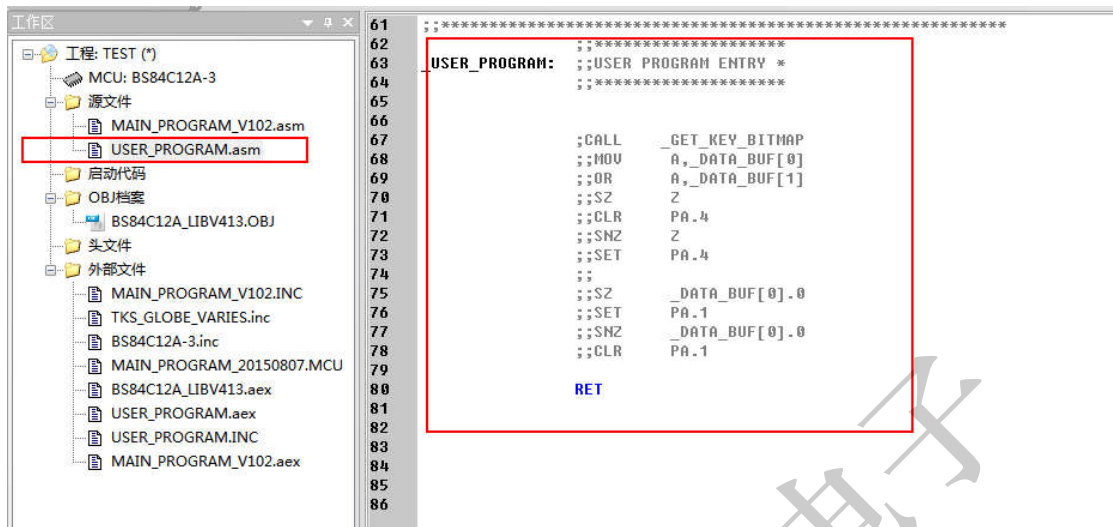 工作区
工程: TEST (*)
MCU: BS84C12A-3
源文件
MAIN_PROGRAM_V102.asm
USER_PROGRAM.asm
启动代码
OBJ档案
BS84C12A_LIBV413.OBJ
头文件
外部文件
MAIN_PROGRAM_V102.INC
TKS_GLOBE_VARIES.inc
BS84C12A-3.inc
MAIN_PROGRAM_20150807.MCU
BS84C12A_LIBV413.aex
USER_PROGRAM.aex
USER_PROGRAM.INC
MAIN_PROGRAM_V102.aex
61 ;;***********************************************************
62 ;;********************
63 _USER_PROGRAM: ;;USER PROGRAM ENTRY *
64 ;;********************
65
66
67 ;CALL _GET_KEY_BITMAP
68 ;;MOV A,_DATA_BUF[0]
69 ;;OR A,_DATA_BUF[1]
70 ;;SZ Z
71 ;;CLR PA.4
72 ;;SNZ Z
73 ;;SET PA.4
74 ;;
75 ;;SZ _DATA_BUF[0].0
76 ;;SET PA.1
77 ;;SNZ _DATA_BUF[0].0
78 ;;CLR PA.1
79
80 RET
81
82
83
84
85
86
电子